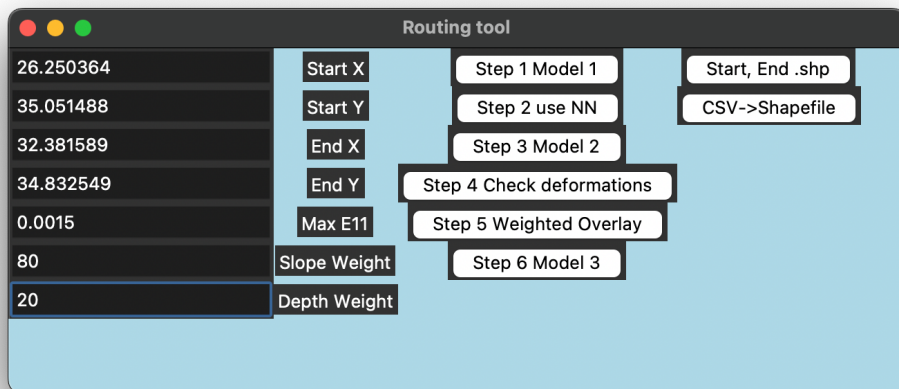 Routing tool
26.250364 Start X Step 1 Model 1 Start, End .shp
35.051488 Start Y Step 2 use NN CSV->Shapefile
32.381589 End X Step 3 Model 2
34.832549 End Y Step 4 Check deformations
0.0015 Max E11 Step 5 Weighted Overlay
80 Slope Weight Step 6 Model 3
20 Depth Weight